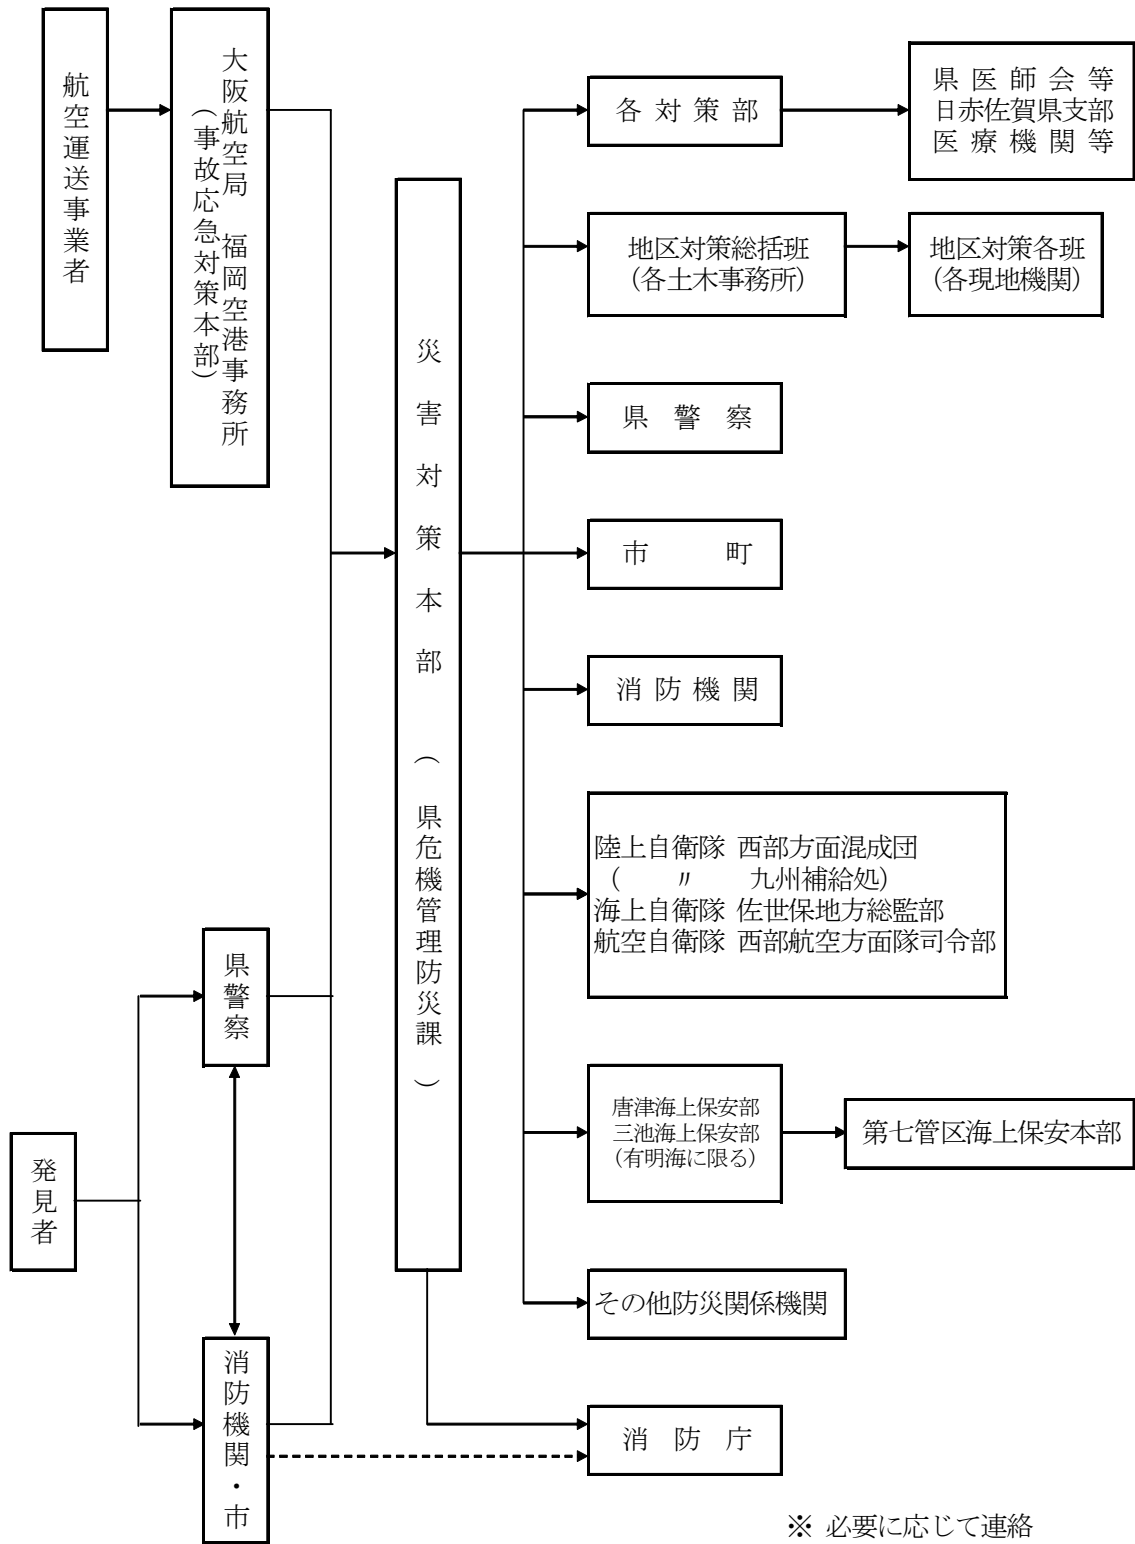 航空運送事業者
大阪航空局　福岡空港事務所
（事故応急対策本部）
災害対策本部　（県危機管理防災課）
各対策部
県医師会等
日赤佐賀県支部
医療機関等
地区対策総括班
（各土木事務所）
地区対策各班
（各現地機関）
県警察
市町
消防機関
陸上自衛隊 西部方面混成団
（　〃　九州補給処）
海上自衛隊 佐世保地方総監部
航空自衛隊 西部航空方面隊司令部
県警察
唐津海上保安部
三池海上保安部
（有明海に限る）
第七管区海上保安本部
発見者
その他防災関係機関
消防機関・市
消防庁
※ 必要に応じて連絡